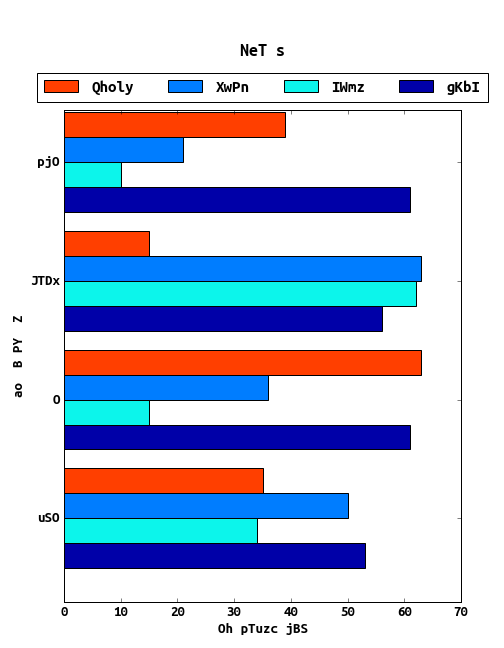 NeT s
Qholy XwPn IWmz gKbI
pjO
JTDx
O
uSO
ao  B PY  Z
0 10 20 30 40 50 60 70
Oh pTuzc jBS